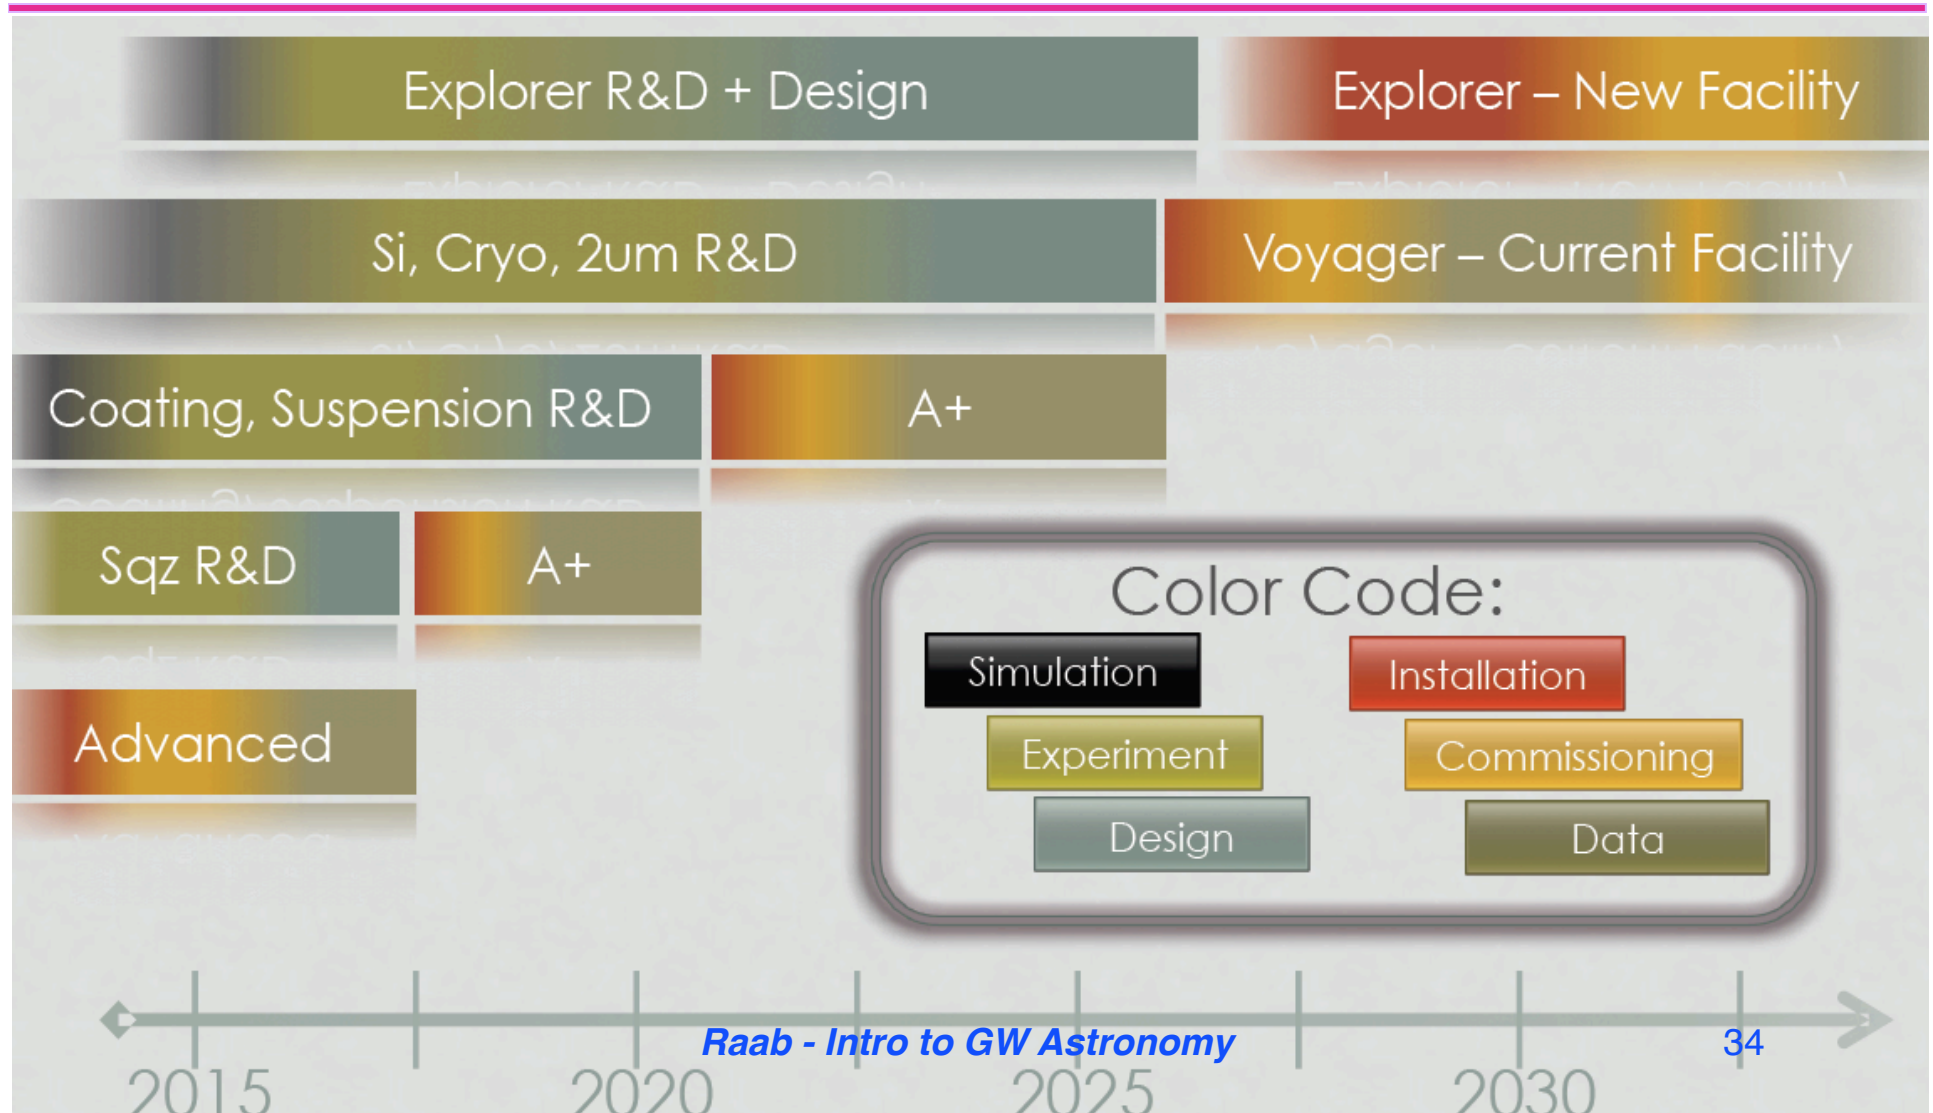 Explorer R&D + Design
Explorer – New Facility
Si, Cryo, 2um R&D
Voyager – Current Facility
Coating, Suspension R&D
A+
Sqz R&D
A+
Advanced
Color Code:
Simulation
Installation
Experiment
Commissioning
Design
Data
Raab - Intro to GW Astronomy
34
2015
2020
2025
2030